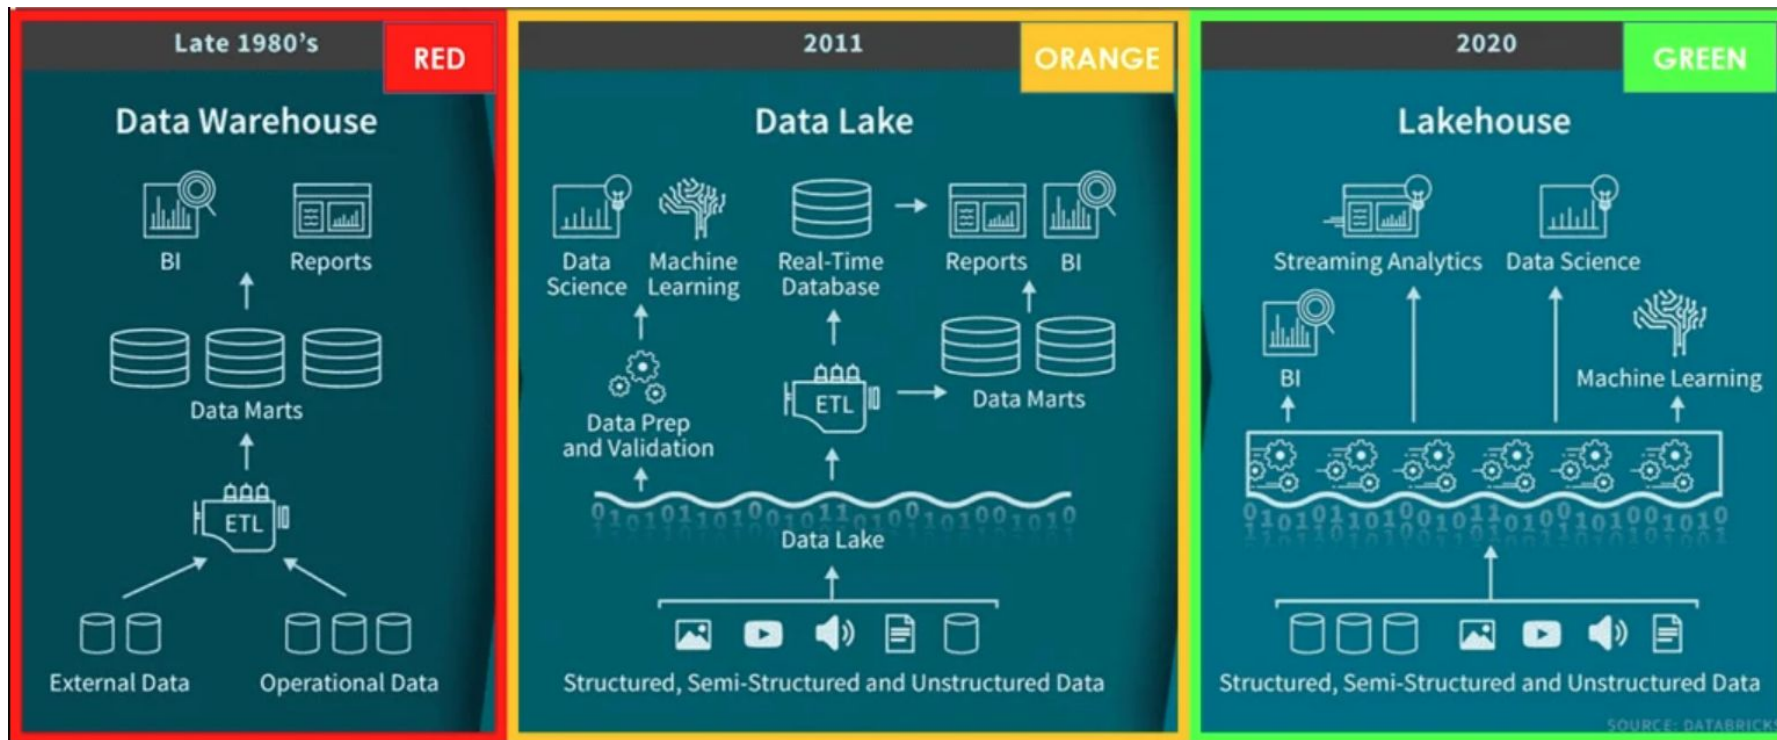 Late 1980's
RED
Data Warehouse
BI
Reports
Data Marts
ETL
External Data
Operational Data
2011
ORANGE
Data Lake
Data
Science
Machine
Learning
Real-Time
Database
Reports
BI
Data Prep
and Validation
ETL
Data Marts
010101101000101011010000101001010
Data Lake
Structured, Semi-Structured and Unstructured Data
2020
GREEN
Lakehouse
Streaming Analytics
Data Science
BI
Machine Learning
Structured, Semi-Structured and Unstructured Data
SOURCE: DATABRICKS